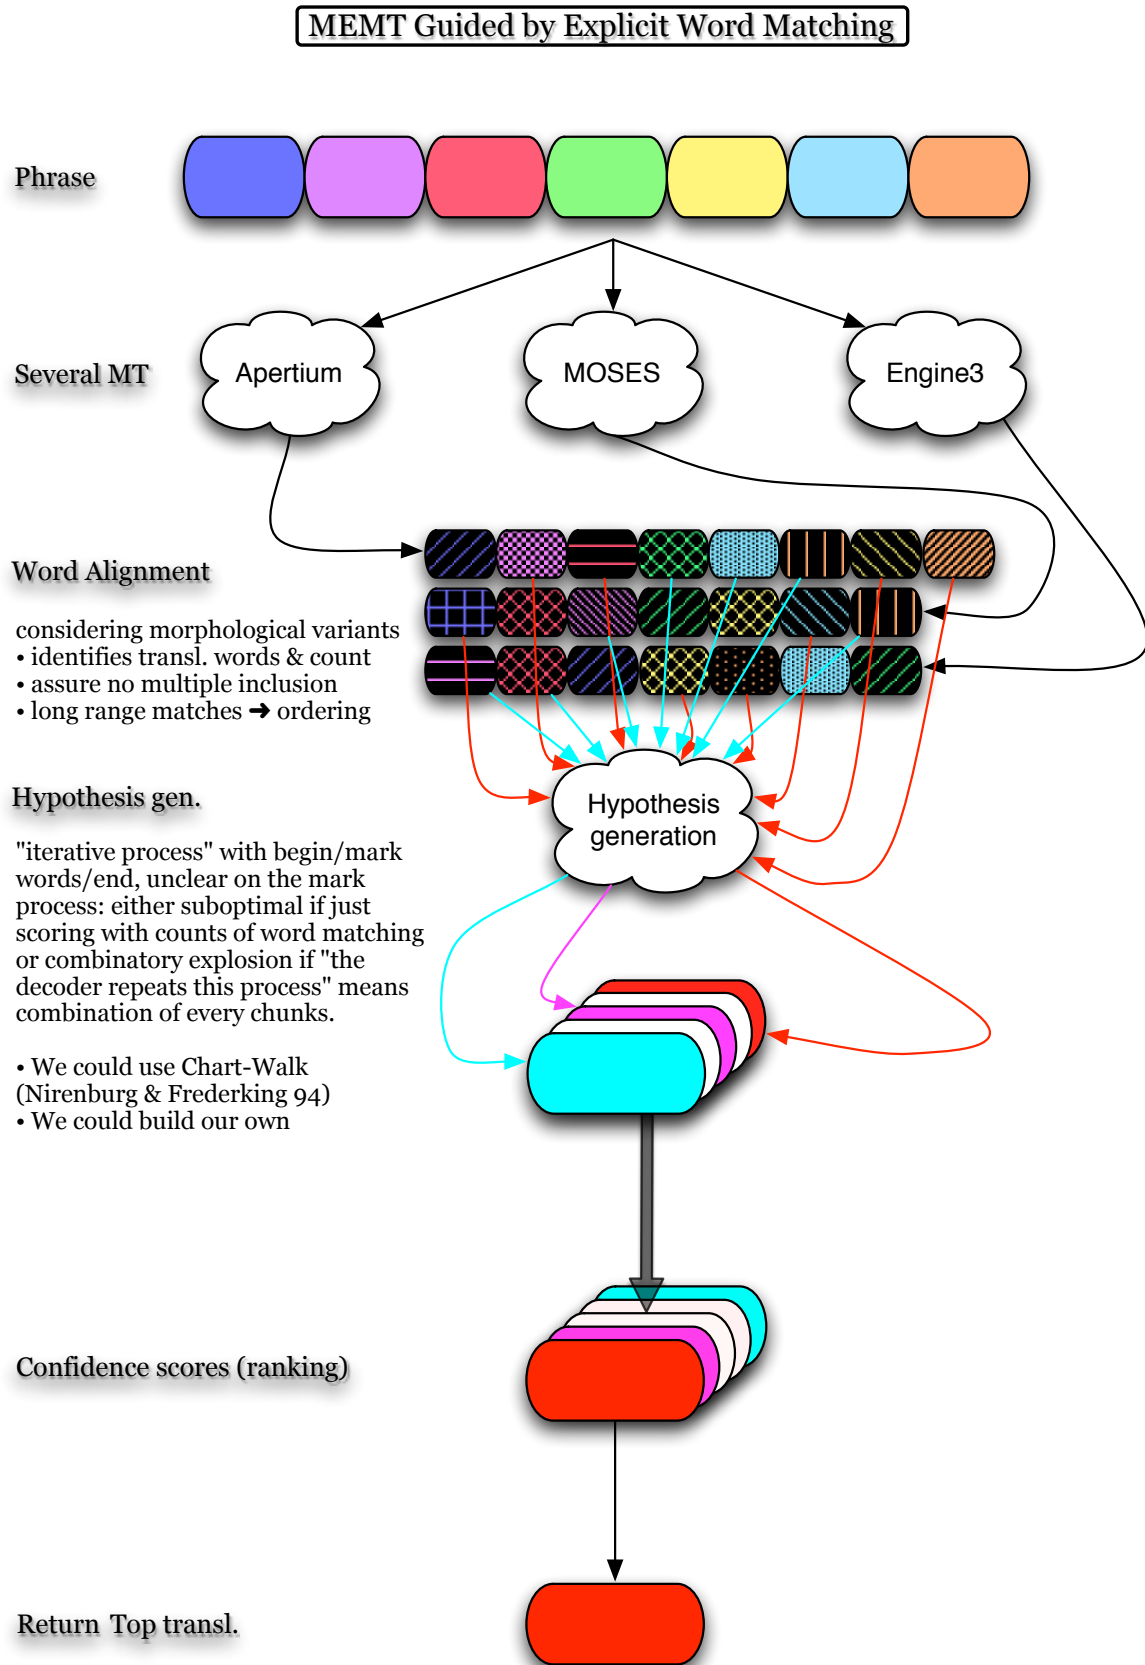 MEMT Guided by Explicit Word Matching
Phrase
Several MT
Apertium
MOSES
Engine3
Word Alignment
considering morphological variants
• identifies transl. words & count
• assure no multiple inclusion
• long range matches ➜ ordering
Hypothesis gen.
Hypothesis
generation
"iterative process" with begin/mark
words/end, unclear on the mark
process: either suboptimal if just
scoring with counts of word matching
or combinatory explosion if "the
decoder repeats this process" means
combination of every chunks.
• We could use Chart-Walk
(Nirenburg & Frederking 94)
• We could build our own
Confidence scores (ranking)
Return Top transl.